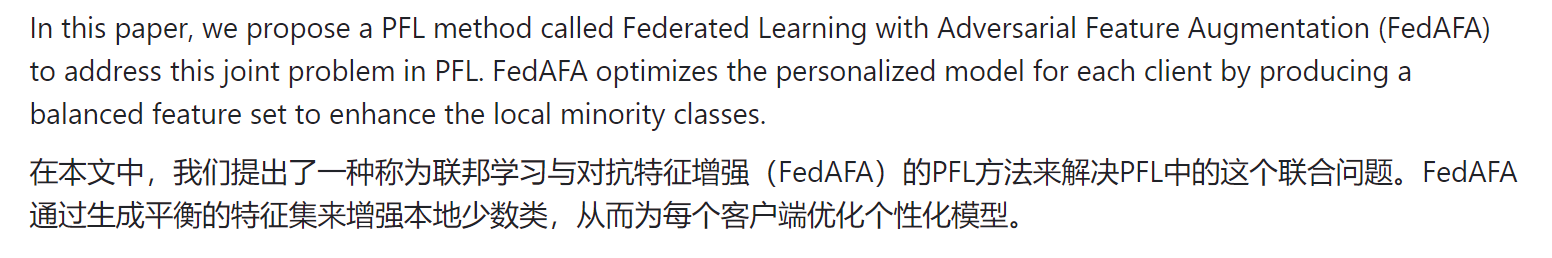 In this paper, we propose a PFL method called Federated Learning with Adversarial Feature Augmentation (FedAFA)
to address this joint problem in PFL. FedAFA optimizes the personalized model for each client by producing a
balanced feature set to enhance the local minority classes.
在本文中，我们提出了一种称为联邦学习与对抗特征增强（FedAFA）的PFL方法来解决PFL中的这个联合问题。FedAFA
通过生成平衡的特征集来增强本地少数类，从而为每个客户端优化个性化模型。